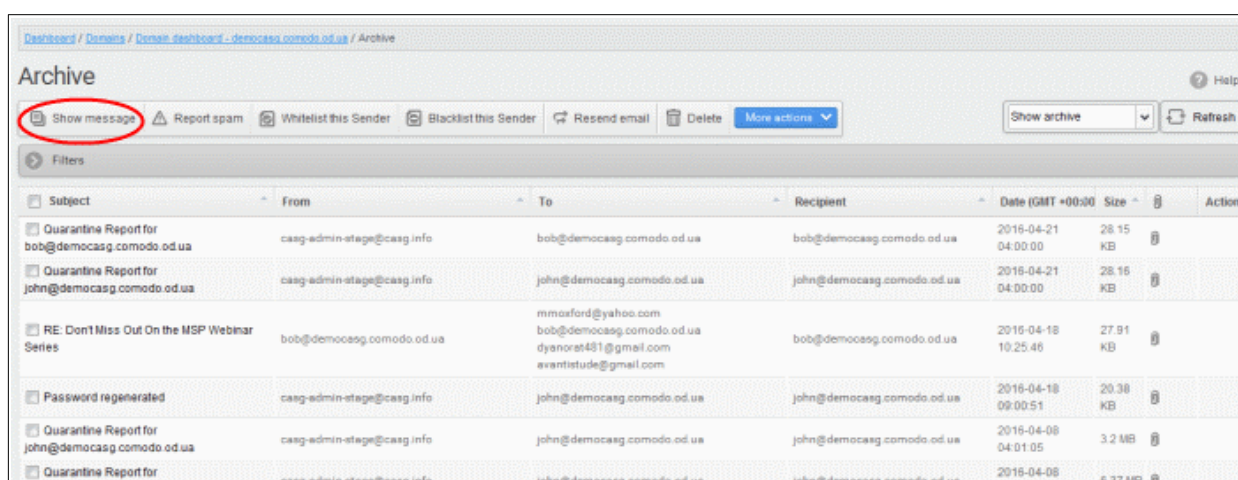 Dashboard / Domains / Domain dashboard - democasg.comodo.od.ua / Archive
Archive
Help
Show message Report spam Whitelist this Sender Blacklist this Sender Resend email Delete More actions Show archive Refresh
Filters
Subject From To Recipient Date (GMT +00:00 Size Action
Quarantine Report for
bob@democasg.comodo.od.ua
casg-admin-stage@casg.info
bob@democasg.comodo.od.ua
bob@democasg.comodo.od.ua
2016-04-21
04:00:00
28.15
KB
Quarantine Report for
john@democasg.comodo.od.ua
casg-admin-stage@casg.info
john@democasg.comodo.od.ua
john@democasg.comodo.od.ua
2016-04-21
04:00:00
28.16
KB
RE: Don't Miss Out On the MSP Webinar
Series
bob@democasg.comodo.od.ua
mmoxford@yahoo.com
bob@democasg.comodo.od.ua
dyanorat481@gmail.com
avantistude@gmail.com
bob@democasg.comodo.od.ua
2016-04-18
10:25:46
27.91
KB
Password regenerated
casg-admin-stage@casg.info
john@democasg.comodo.od.ua
john@democasg.comodo.od.ua
2016-04-18
09:00:51
20.38
KB
Quarantine Report for
john@democasg.comodo.od.ua
casg-admin-stage@casg.info
john@democasg.comodo.od.ua
john@democasg.comodo.od.ua
2016-04-08
04:01:05
3.2 MB
Quarantine Report for
2016-04-08